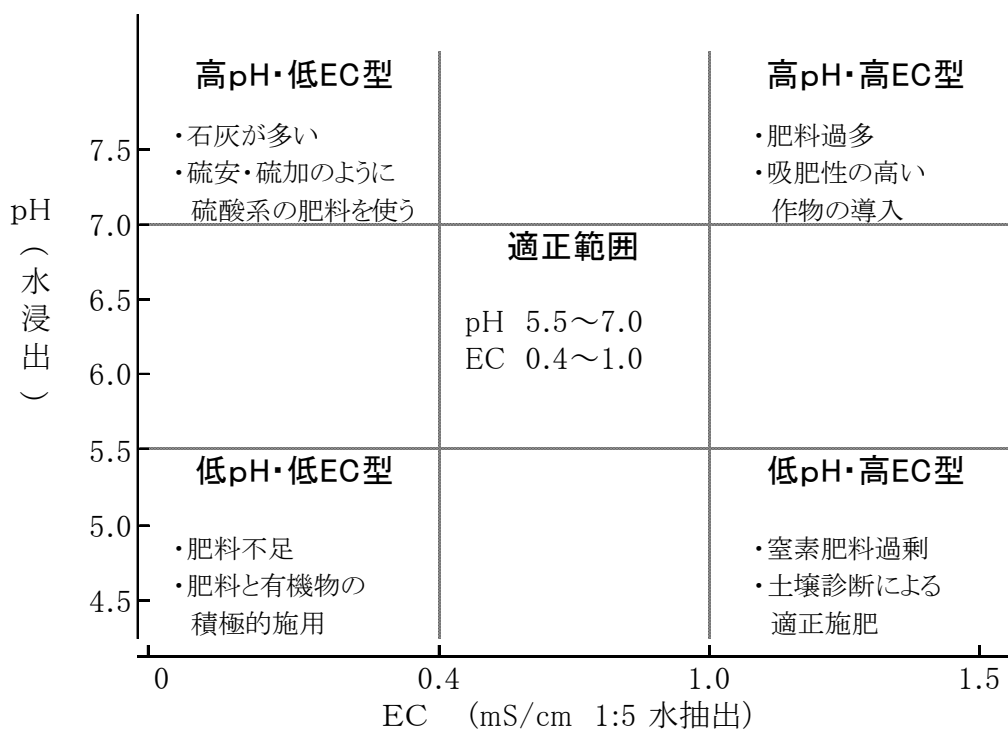 高pH・低EC型
・石灰が多い
・硫安・硫加のように
硫酸系の肥料を使う
高pH・高EC型
・肥料過多
・吸肥性の高い
作物の導入
適正範囲
pH 5.5～7.0
EC 0.4～1.0
低pH・低EC型
・肥料不足
・肥料と有機物の
積極的施用
低pH・高EC型
・窒素肥料過剰
・土壌診断による
適正施肥
pH（水浸出）
7.5
7.0
6.5
6.0
5.5
5.0
4.5
0 0.4 1.0 1.5
EC （mS/cm 1:5 水抽出）